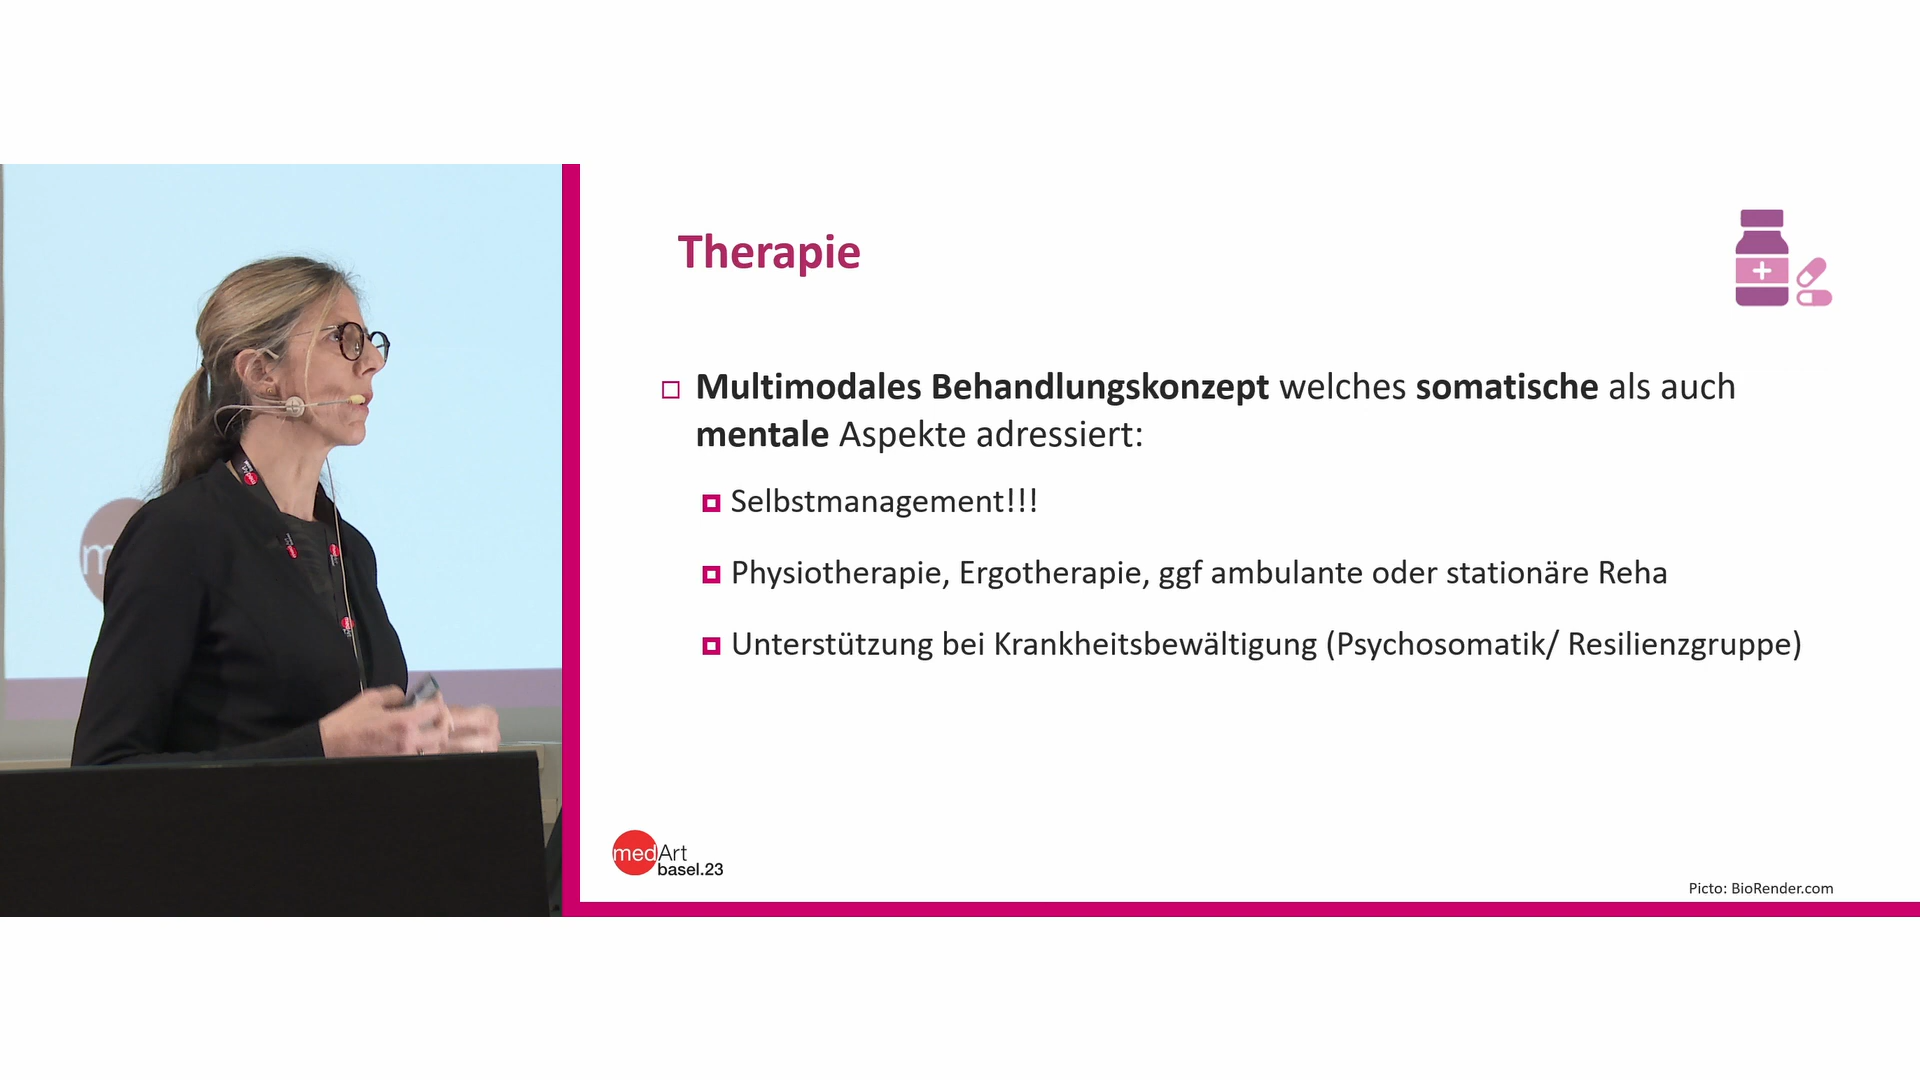 Therapie
Multimodales Behandlungskonzept welches somatische als auch
mentale Aspekte adressiert:
Selbstmanagement!!!
Physiotherapie, Ergotherapie, ggf ambulante oder stationäre Reha
Unterstützung bei Krankheitsbewältigung (Psychosomatik/ Resilienzgruppe)
medArt
basel.23
Picto: BioRender.com